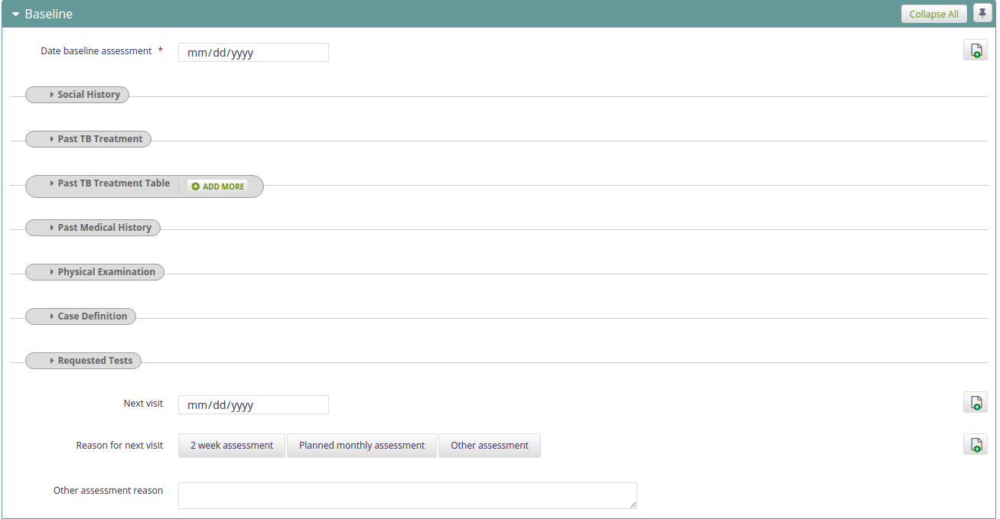 Baseline Collapse All
Date baseline assessment * mm/dd/yyyy
Social History
Past TB Treatment
Past TB Treatment Table ADD MORE
Past Medical History
Physical Examination
Case Definition
Requested Tests
Next visit mm/dd/yyyy
Reason for next visit 2 week assessment Planned monthly assessment Other assessment
Other assessment reason